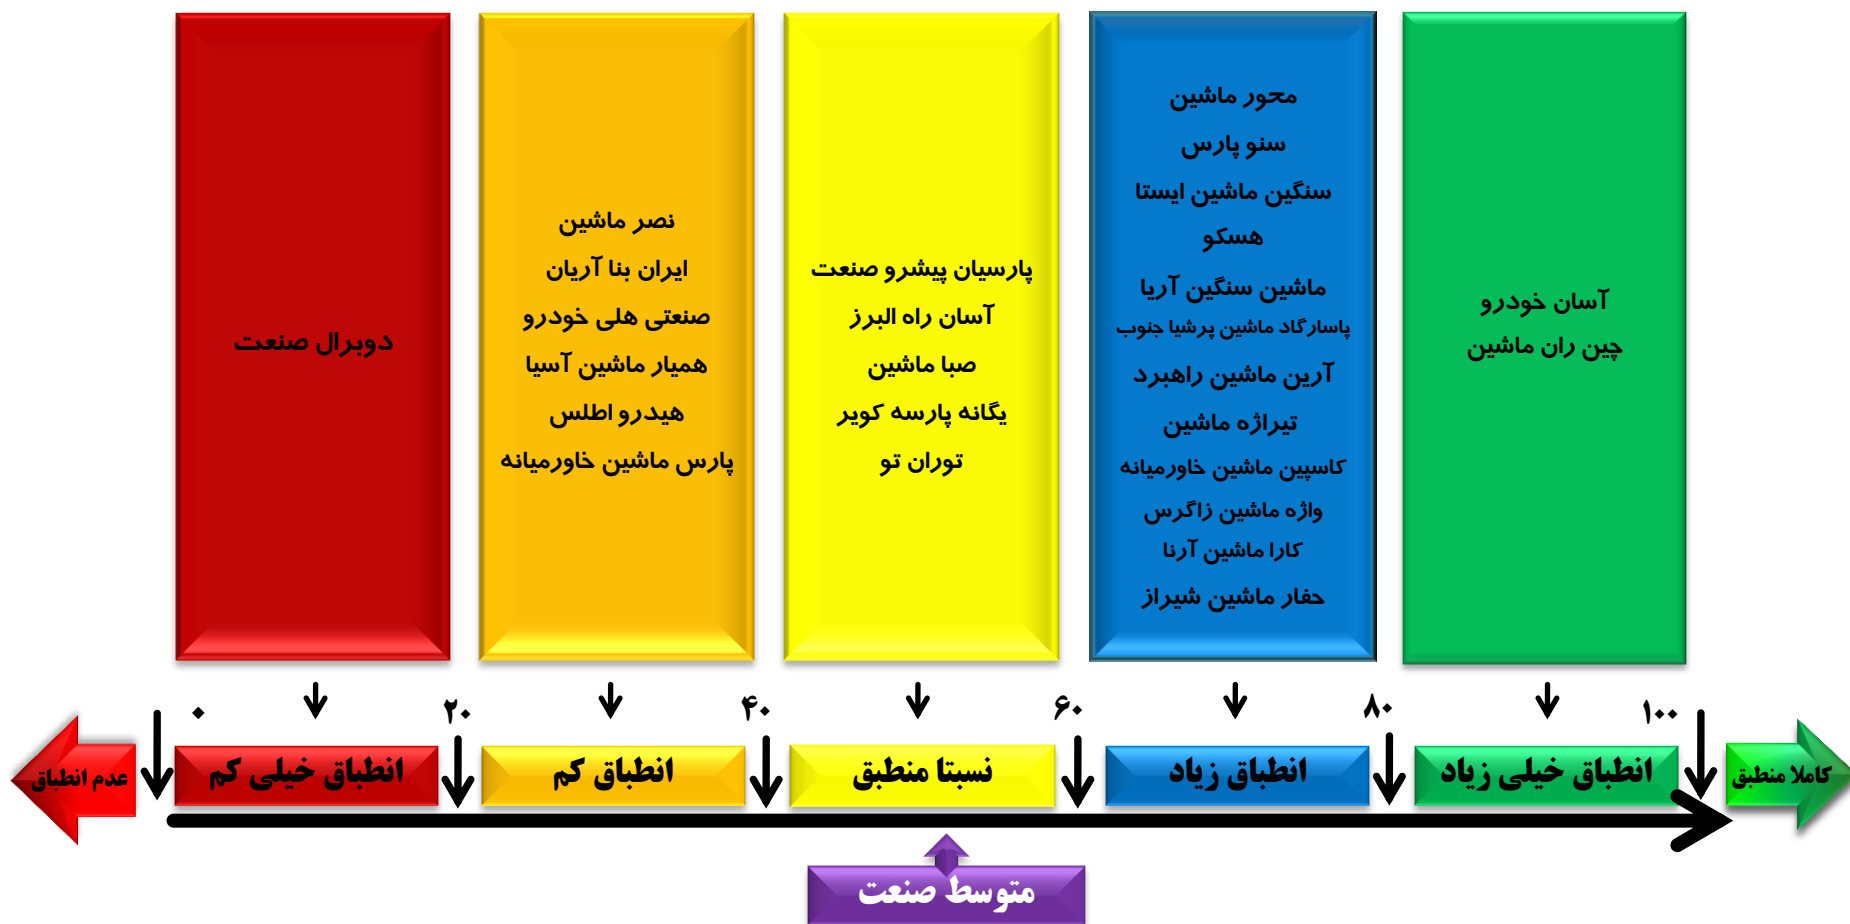 آسان خودرو
چین ران ماشین
محور ماشین
سنو پارس
سنگین ماشین ایستا
هسکو
ماشین سنگین آریا
پاسارگاد ماشین پرشیا جنوب
آرین ماشین راهبرد
تیراژه ماشین
کاسپین ماشین خاورمیانه
واژه ماشین زاگرس
کارا ماشین آرنا
حفار ماشین شیراز
پارسیان پیشرو صنعت
آسان راه البرز
صبا ماشین
یگانه پارسه کویر
توران تو
نصر ماشین
ایران بنا آریان
صنعتی هلی خودرو
همیار ماشین آسیا
هیدرو اطلس
پارس ماشین خاورمیانه
دوبرال صنعت
۱۰۰
۸۰
۶۰
۴۰
۲۰
۰
کاملا منطبق
انطباق خیلی زیاد
انطباق زیاد
نسبتا منطبق
انطباق کم
انطباق خیلی کم
عدم انطباق
متوسط صنعت